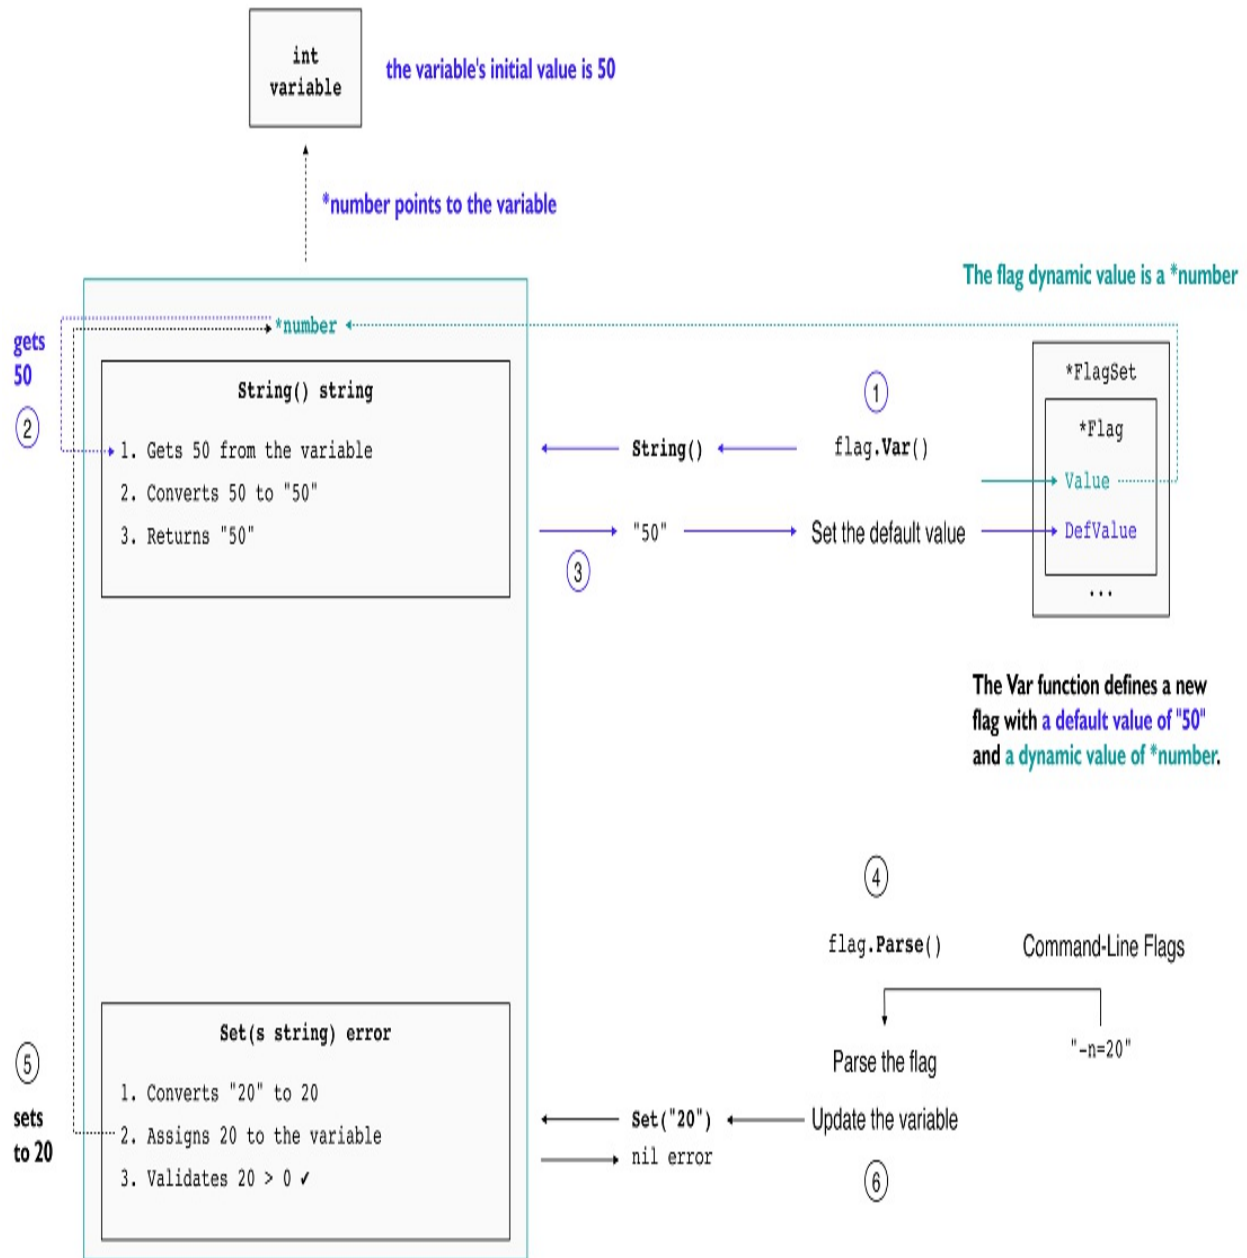 int
variable
the variable's initial value is 50
*number points to the variable
The flag dynamic value is a *number
*number
gets
50
2
String() string
1. Gets 50 from the variable
2. Converts 50 to "50"
3. Returns "50"
String()
1
flag.Var()
"50"
3
Set the default value
*FlagSet
*Flag
Value
DefValue
...
The Var function defines a new
flag with a default value of "50"
and a dynamic value of *number.
4
flag.Parse()
Command-Line Flags
"-n=20"
Parse the flag
5
sets
to 20
Set(s string) error
1. Converts "20" to 20
2. Assigns 20 to the variable
3. Validates 20 > 0 ✔
Set("20")
Update the variable
nil error
6